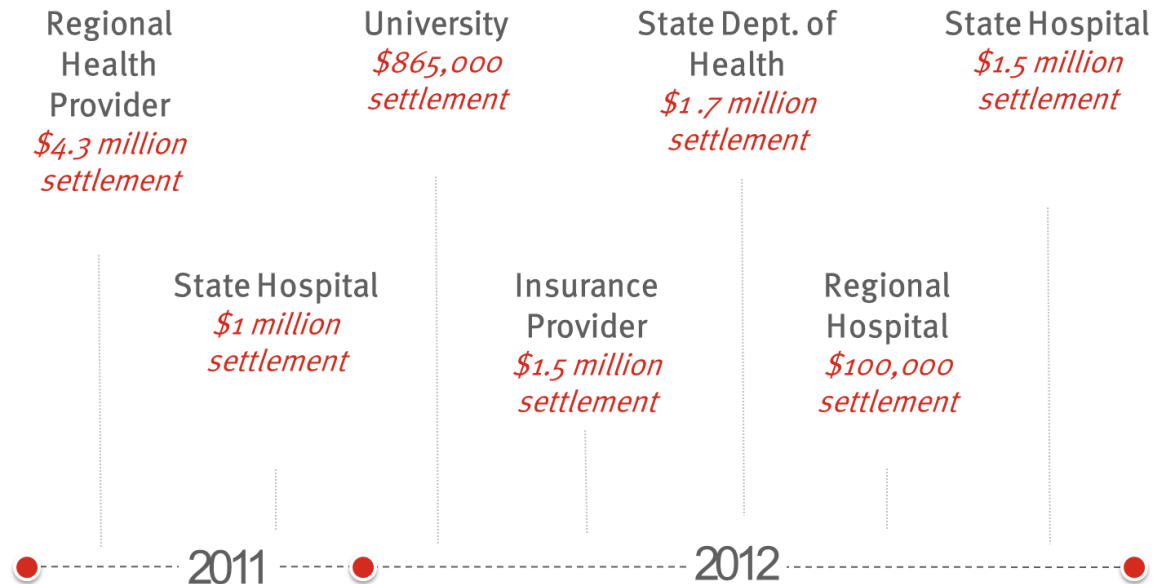 Regional
Health
Provider
$4.3 million
settlement
State Hospital
$1 million
settlement
University
$865,000
settlement
Insurance
Provider
$1.5 million
settlement
State Dept. of
Health
$1 .7 million
settlement
Regional
Hospital
$100,000
settlement
State Hospital
$1.5 million
settlement
2011
2012